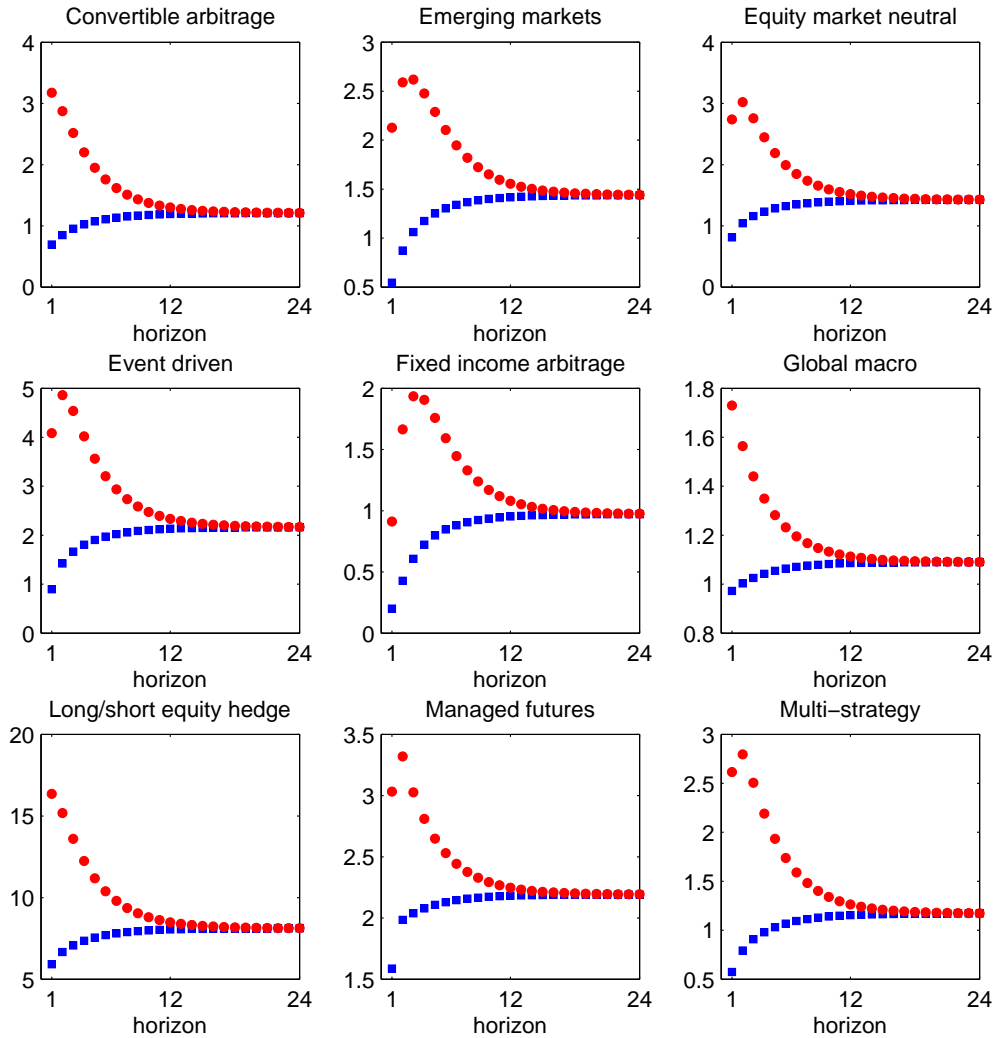 Convertible arbitrage
Emerging markets
Equity market neutral
4
3
2
1
0
3
2.5
2
1.5
1
0.5
4
3
2
1
0
1 12 24
1 12 24
1 12 24
horizon
horizon
horizon
Event driven
Fixed income arbitrage
Global macro
5
4
3
2
1
0
2
1.5
1
0.5
0
1.8
1.6
1.4
1.2
1
0.8
1 12 24
1 12 24
1 12 24
horizon
horizon
horizon
Long/short equity hedge
Managed futures
Multi−strategy
20
15
10
5
3.5
3
2.5
2
1.5
3
2.5
2
1.5
1
0.5
1 12 24
1 12 24
1 12 24
horizon
horizon
horizon